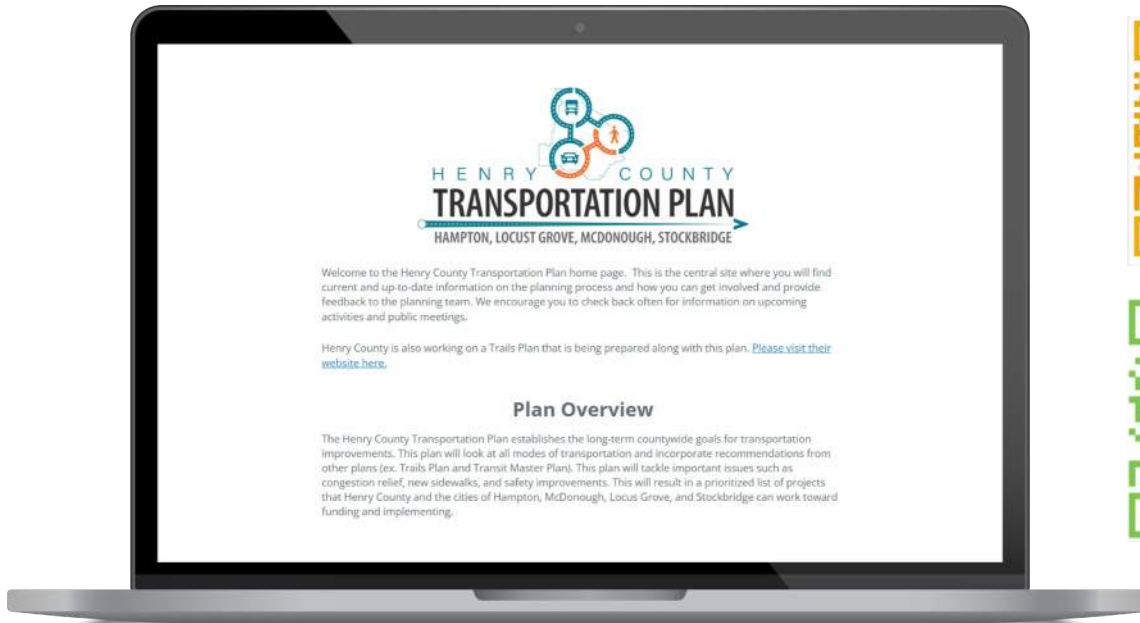 HENRY COUNTY
TRANSPORTATION PLAN
HAMPTON, LOCUST GROVE, MCDONOUGH, STOCKBRIDGE
Welcome to the Henry County Transportation Plan home page. This is the central site where you will find
current and up-to-date information on the planning process and how you can get involved and provide
feedback to the planning team. We encourage you to check back often for information on upcoming
activities and public meetings.
Henry County is also working on a Trails Plan that is being prepared along with this plan. Please visit their
website here.
Plan Overview
The Henry County Transportation Plan establishes the long-term countywide goals for transportation
improvements. This plan will look at all modes of transportation and incorporate recommendations from
other plans (ex. Trails Plan and Transit Master Plan). This plan will tackle important issues such as
congestion relief, new sidewalks, and safety improvements. This will result in a prioritized list of projects
that Henry County and the cities of Hampton, McDonough, Locus Grove, and Stockbridge can work toward
funding and implementing.